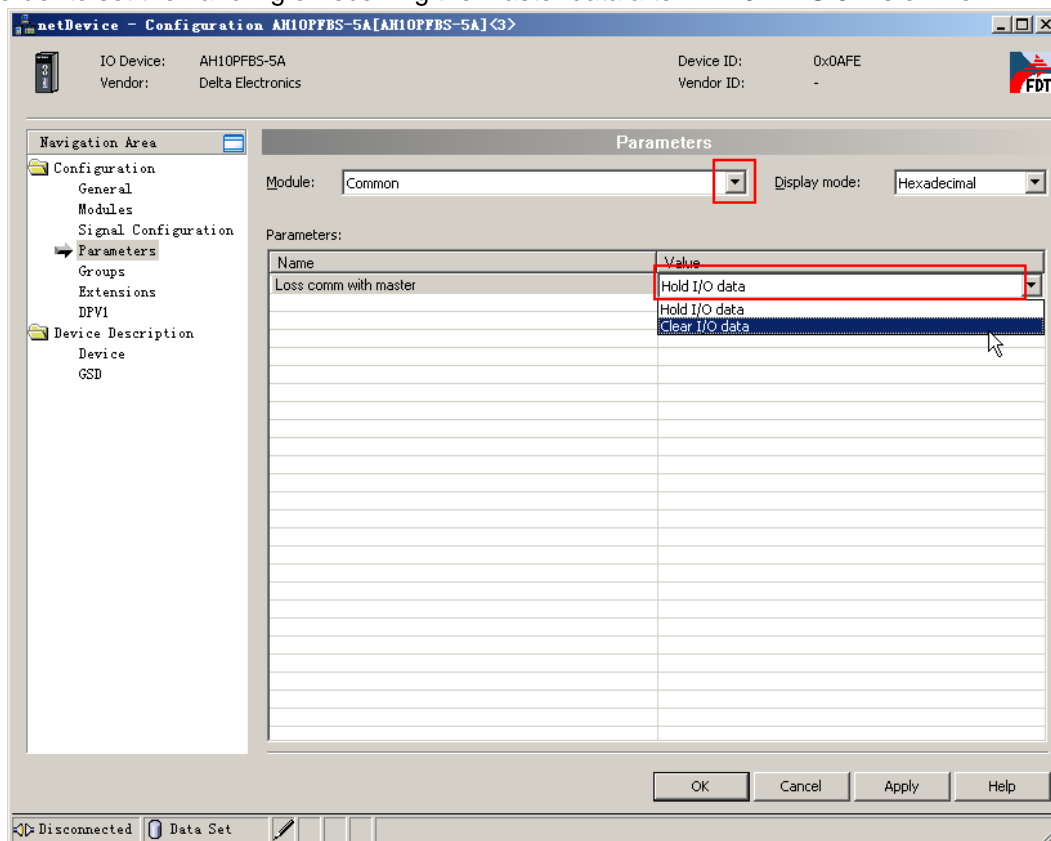 netDevice - Configuration AH10PFBS-5A[AH10PFBS-5A]<3>
IO Device: AH10PFBS-5A Device ID: 0x0AFE
Vendor: Delta Electronics Vendor ID: -
FDT
Navigation Area
Parameters
Configuration
General
Modules
Signal Configuration
Parameters
Groups
Extensions
DPV1
Device Description
Device
GSD
Module: Common Display mode: Hexadecimal
Parameters:
Name Value
Loss comm with master Hold I/O data
Hold I/O data
Clear I/O data
OK Cancel Apply Help
Disconnected Data Set